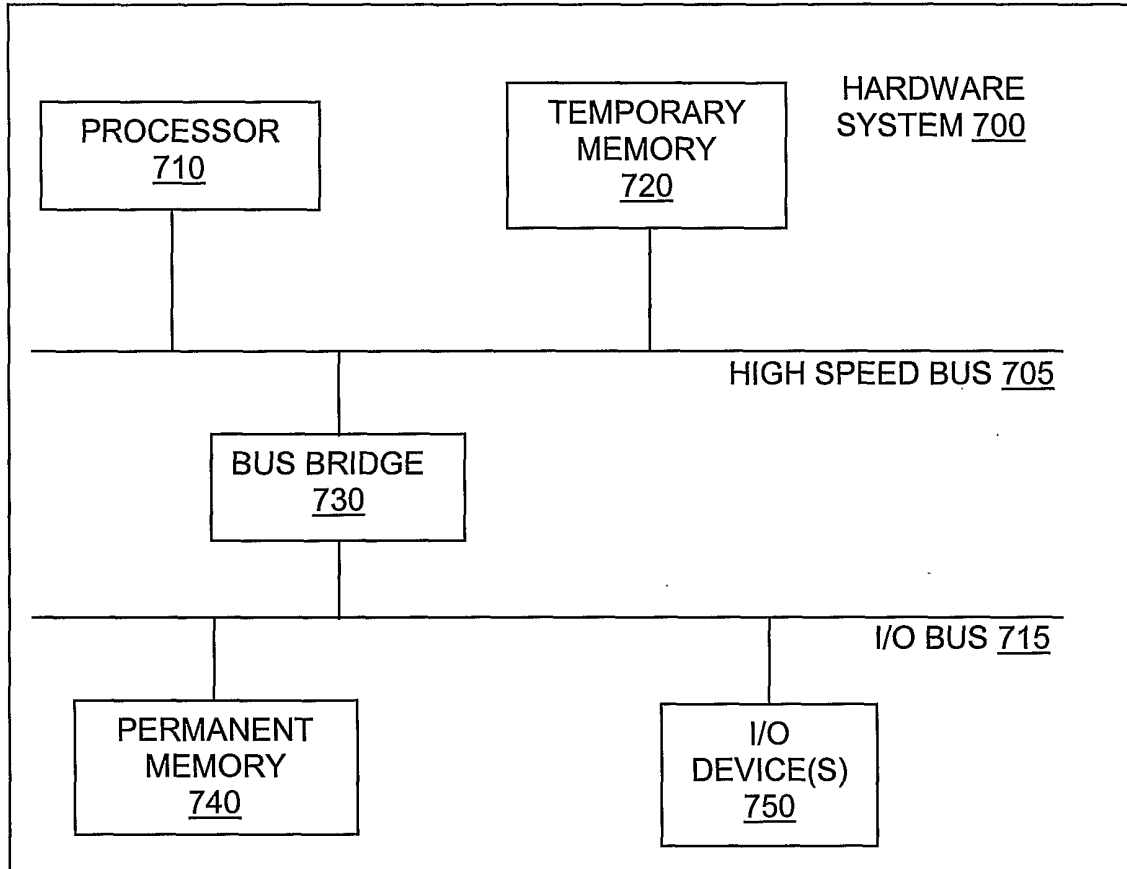 HARDWARE
SYSTEM 700
PROCESSOR
710
TEMPORARY
MEMORY
720
HIGH SPEED BUS 705
BUS BRIDGE
730
I/O BUS 715
PERMANENT
MEMORY
740
I/O
DEVICE(S)
750